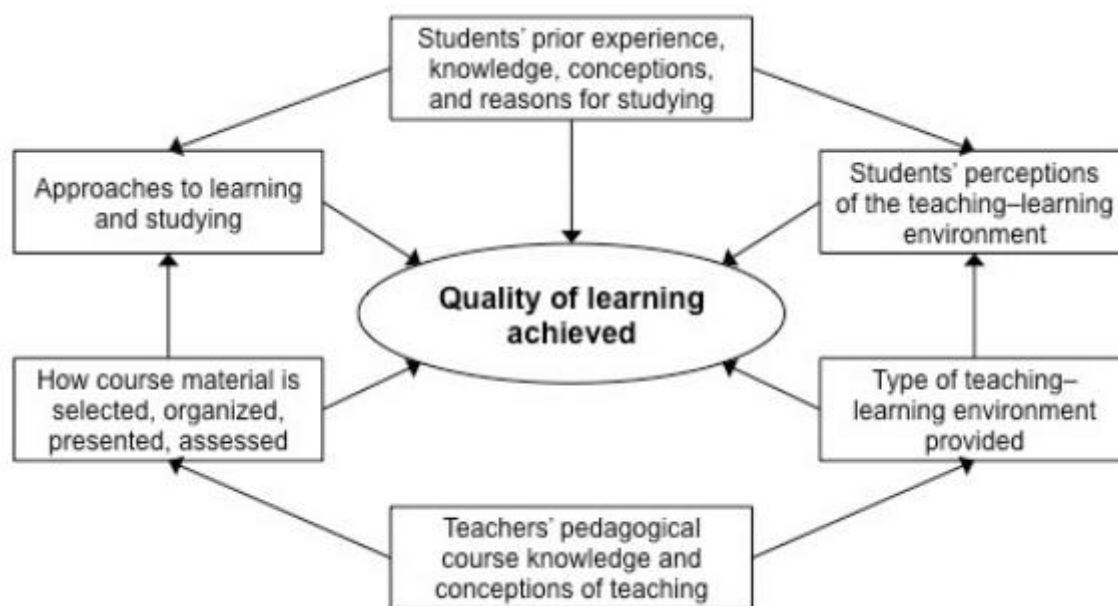 Students' prior experience,
knowledge, conceptions,
and reasons for studying
Approaches to learning
and studying
Students' perceptions
of the teaching–learning
environment
Quality of learning
achieved
How course material is
selected, organized,
presented, assessed
Type of teaching–
learning environment
provided
Teachers' pedagogical
course knowledge and
conceptions of teaching